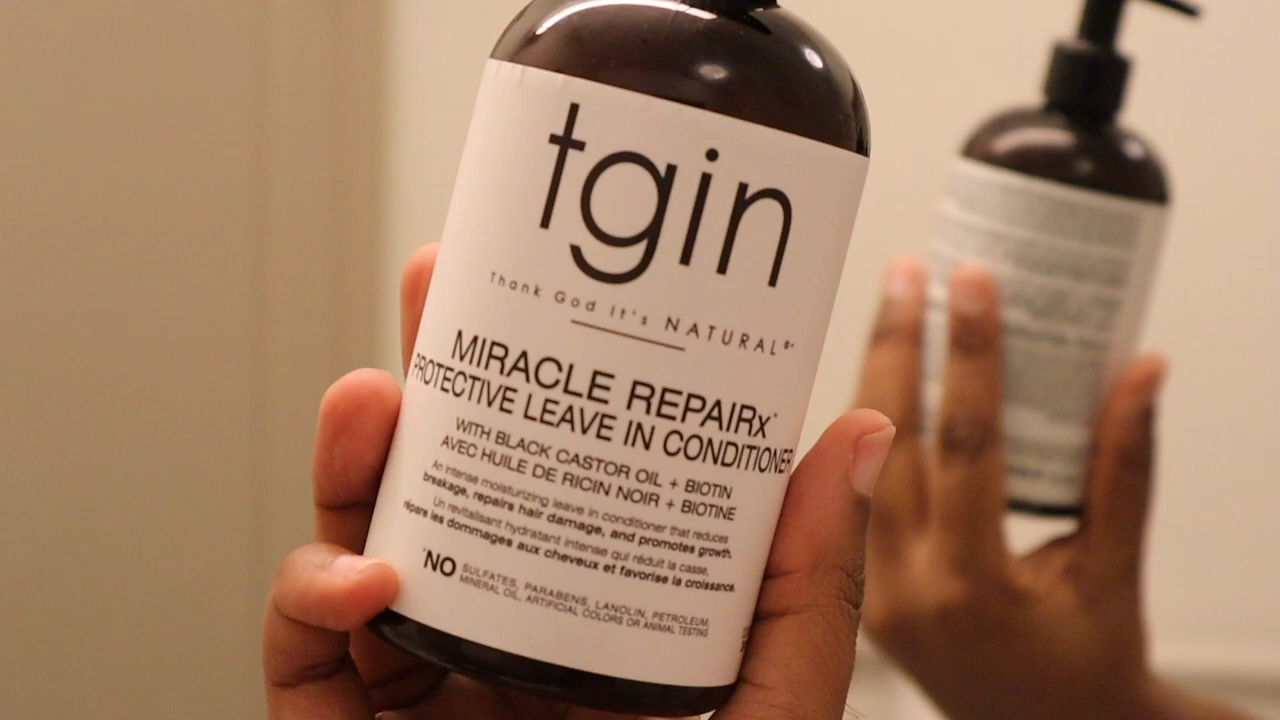 tgin
Thank God It's NATURAL®
MIRACLE REPAIRx
PROTECTIVE LEAVE IN CONDITIONER
WITH BLACK CASTOR OIL + BIOTIN
AVEC HUILE DE RICIN NOIR + BIOTINE
An intense moisturizing leave in conditioner that reduces
breakage, repairs hair damage, and promotes growth.
Un revitalisant hydratant intense qui réduit la casse,
répare les dommages aux cheveux et favorise la croissance.
*NO SULFATES, PARABENS, LANOLIN, PETROLEUM,
MINERAL OIL, ARTIFICIAL COLORS OR ANIMAL TESTING